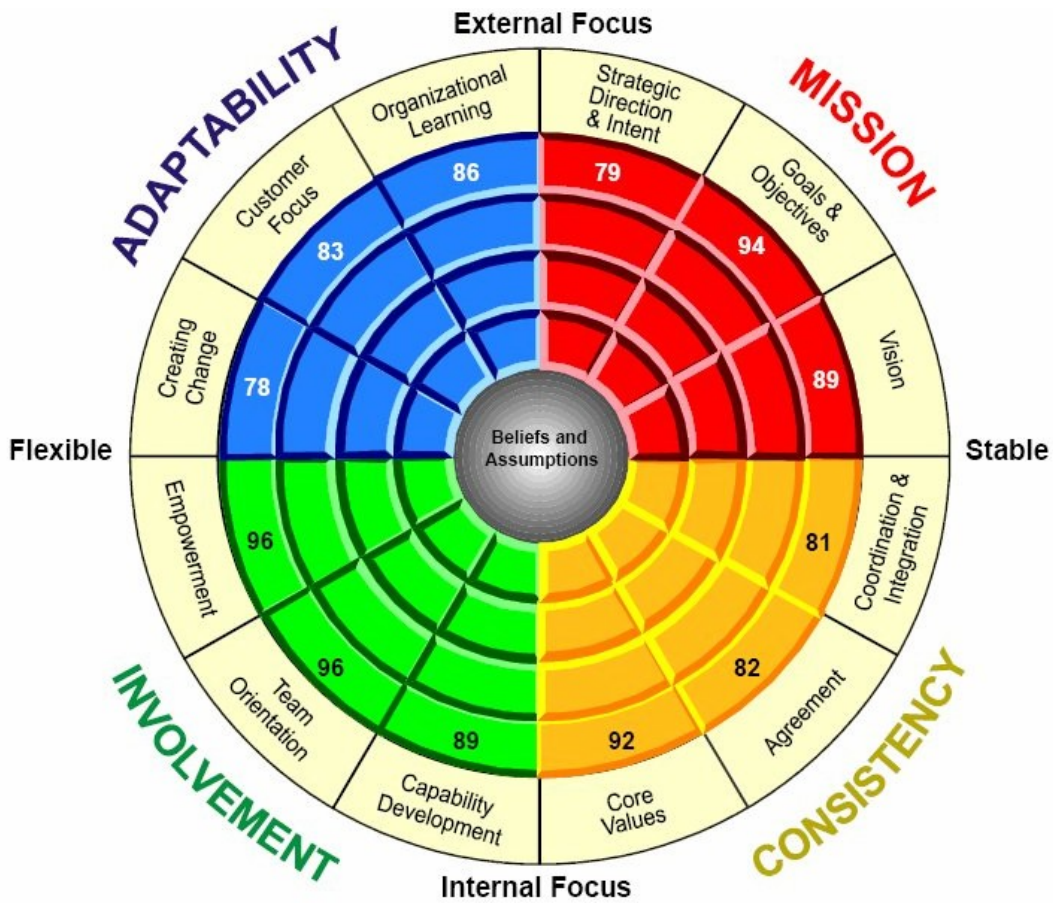 External Focus
ADAPTABILITY
MISSION
Organizational
Learning
Strategic
Direction
& Intent
Customer
Focus
Goals &
Objectives
Creating
Change
Vision
86
79
83
94
78
89
Flexible
Beliefs and
Assumptions
Stable
Empowerment
96
81
Coordination &
Integration
Team
Orientation
96
82
Agreement
89
92
Capability
Development
Core
Values
INVOLVEMENT
CONSISTENCY
Internal Focus